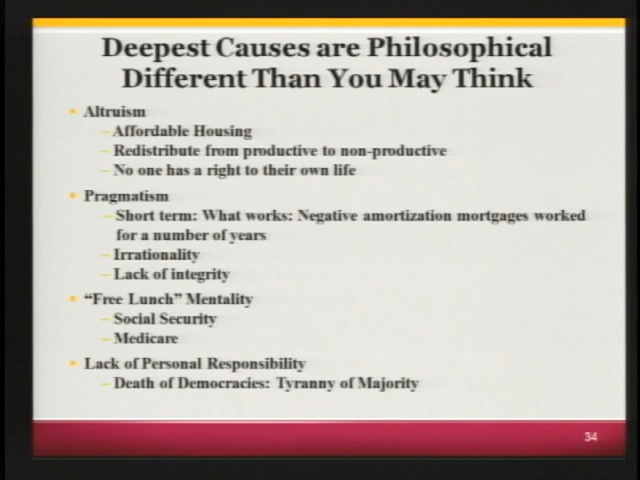 Deepest Causes are Philosophical
Different Than You May Think
Altruism
– Affordable Housing
– Redistribute from productive to non-productive
– No one has a right to their own life
Pragmatism
– Short term: What works: Negative amortization mortgages worked
for a number of years
– Irrationality
– Lack of integrity
“Free Lunch” Mentality
– Social Security
– Medicare
Lack of Personal Responsibility
– Death of Democracies: Tyranny of Majority
34